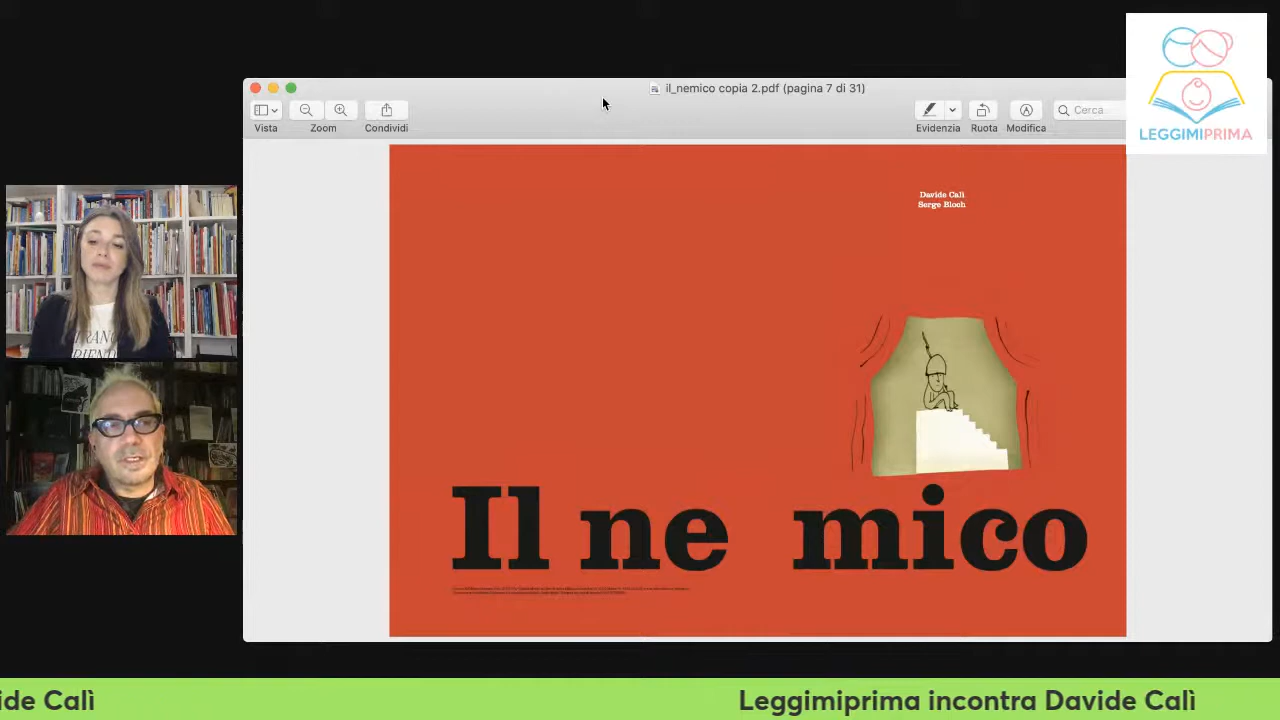 il_nemico copia 2.pdf (pagina 7 di 31)
Vista
Zoom
Condividi
Evidenzia
Ruota
Modifica
Cerca
LEGGIMIPRIMA
Davide Calì
Serge Bloch
Il ne mico
ide Calì
Leggimiprima incontra Davide Calì